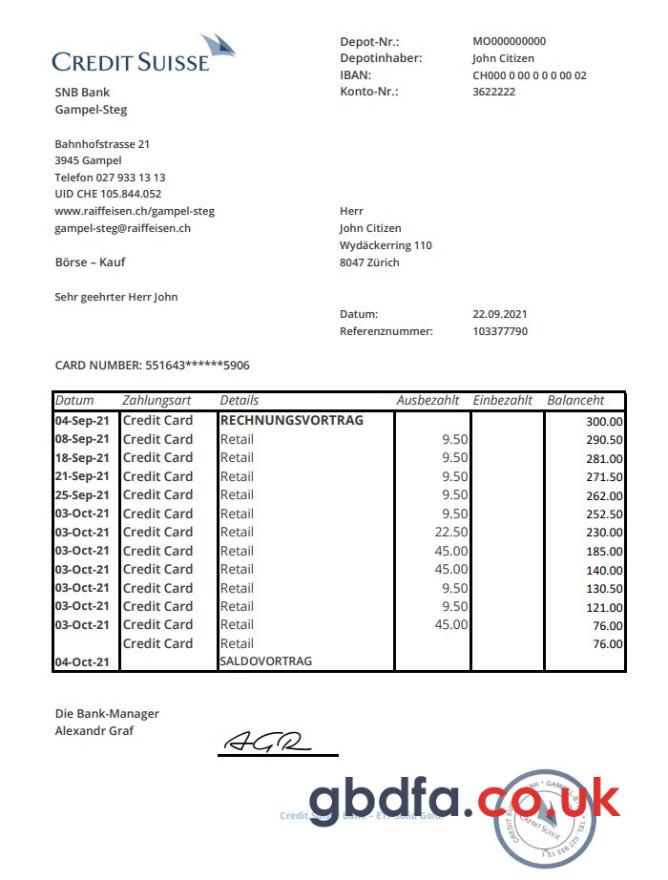 CREDIT SUISSE
SNB Bank
Gampel-Steg
Depot-Nr.: MO000000000
Depotinhaber: John Citizen
IBAN: CH000 0 00 0 0 0 00 02
Konto-Nr.: 3622222
Bahnhofstrasse 21
3945 Gampel
Telefon 027 933 13 13
UID CHE 105.844.052
www.raiffeisen.ch/gampel-steg
gampel-steg@raiffeisen.ch
Herr
John Citizen
Wydäckerring 110
8047 Zürich
Börse – Kauf
Sehr geehrter Herr John
Datum: 22.09.2021
Referenznummer: 103377790
CARD NUMBER: 551643******5906
Datum Zahlungsart Details Ausbezahlt Einbezahlt Balanceht
04-Sep-21 Credit Card RECHNUNGSVORTRAG 300.00
08-Sep-21 Credit Card Retail 9.50 290.50
18-Sep-21 Credit Card Retail 9.50 281.00
21-Sep-21 Credit Card Retail 9.50 271.50
25-Sep-21 Credit Card Retail 9.50 262.00
03-Oct-21 Credit Card Retail 9.50 252.50
03-Oct-21 Credit Card Retail 22.50 230.00
03-Oct-21 Credit Card Retail 45.00 185.00
03-Oct-21 Credit Card Retail 45.00 140.00
03-Oct-21 Credit Card Retail 9.50 130.50
03-Oct-21 Credit Card Retail 9.50 121.00
03-Oct-21 Credit Card Retail 45.00 76.00
Credit Card Retail 76.00
04-Oct-21 SALDOVORTRAG
Die Bank-Manager
Alexandr Graf
AGR
gbdfa.co.uk
Credit
CREDIT SUISSE
TEL 027 933 13 1